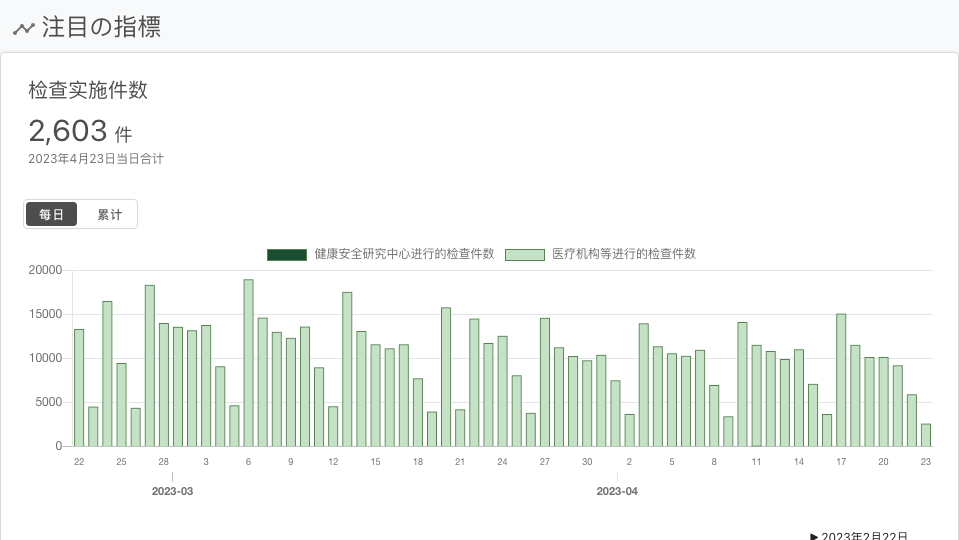 注目の指標
检查实施件数
2,603 件
2023年4月23日当日合计
每日 累计
健康安全研究中心进行的检查件数 医疗机构等进行的检查件数
20000
15000
10000
5000
0
22 25 28 3 6 9 12 15 18 21 24 27 30 2 5 8 11 14 17 20 23
2023-03 2023-04
▶ 2023年2月22日